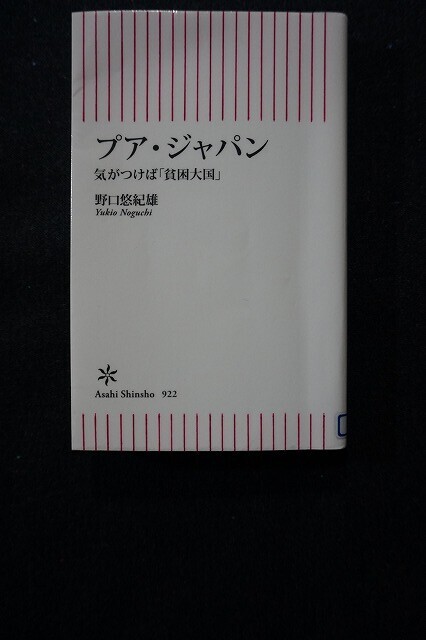 プア・ジャパン
気がつけば「貧困大国」
野口悠紀雄
Yukio Noguchi
Asahi Shinsho 922